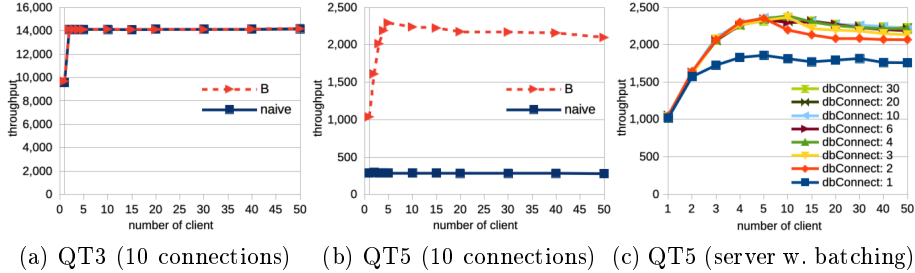 16,000
14,000
12,000
10,000
8,000
6,000
4,000
2,000
0
throughput
B
naive
0 5 10 15 20 25 30 35 40 45 50
number of client
(a) QT3 (10 connections)
2,500
2,000
1,500
1,000
500
0
throughput
B
naive
0 5 10 15 20 25 30 35 40 45 50
number of client
(b) QT5 (10 connections)
2,500
2,000
1,500
1,000
500
0
throughput
dbConnect: 30
dbConnect: 20
dbConnect: 10
dbConnect: 6
dbConnect: 4
dbConnect: 3
dbConnect: 2
dbConnect: 1
1 2 3 4 5 10 15 20 30 40 50
number of client
(c) QT5 (server w. batching)